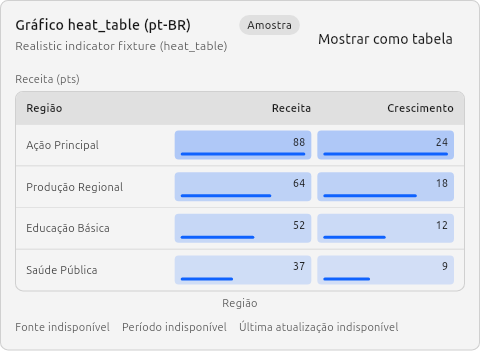 Gráfico heat_table (pt-BR)
Amostra
Realistic indicator fixture (heat_table)
Mostrar como tabela
Receita (pts)
Região Receita Crescimento
Ação Principal 88 24
Produção Regional 64 18
Educação Básica 52 12
Saúde Pública 37 9
Região
Fonte indisponível Período indisponível Última atualização indisponível